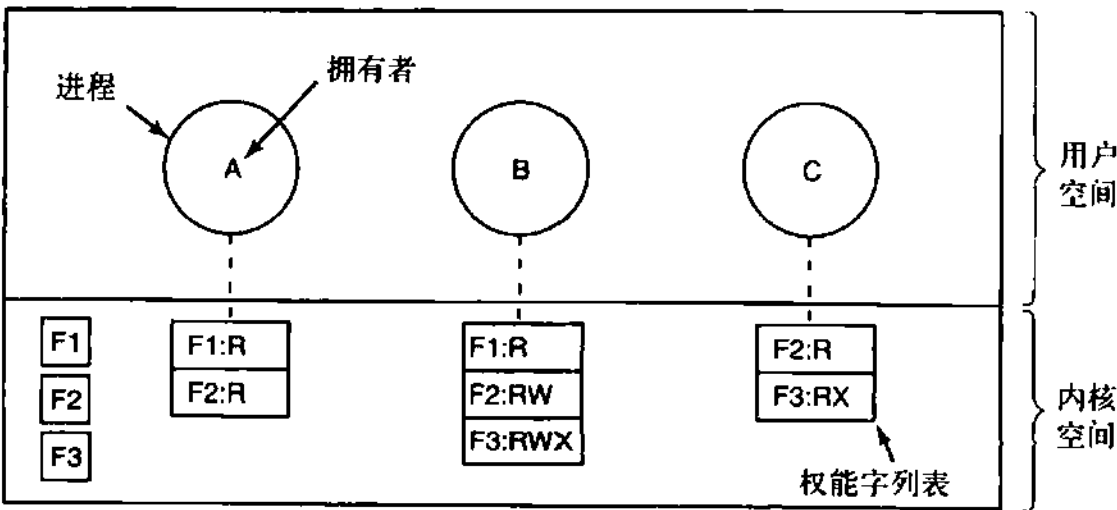 进程
拥有者
A
B
C
用户
空间
F1
F2
F3
F1:R
F2:R
F1:R
F2:RW
F3:RWX
F2:R
F3:RX
权能字列表
内核
空间